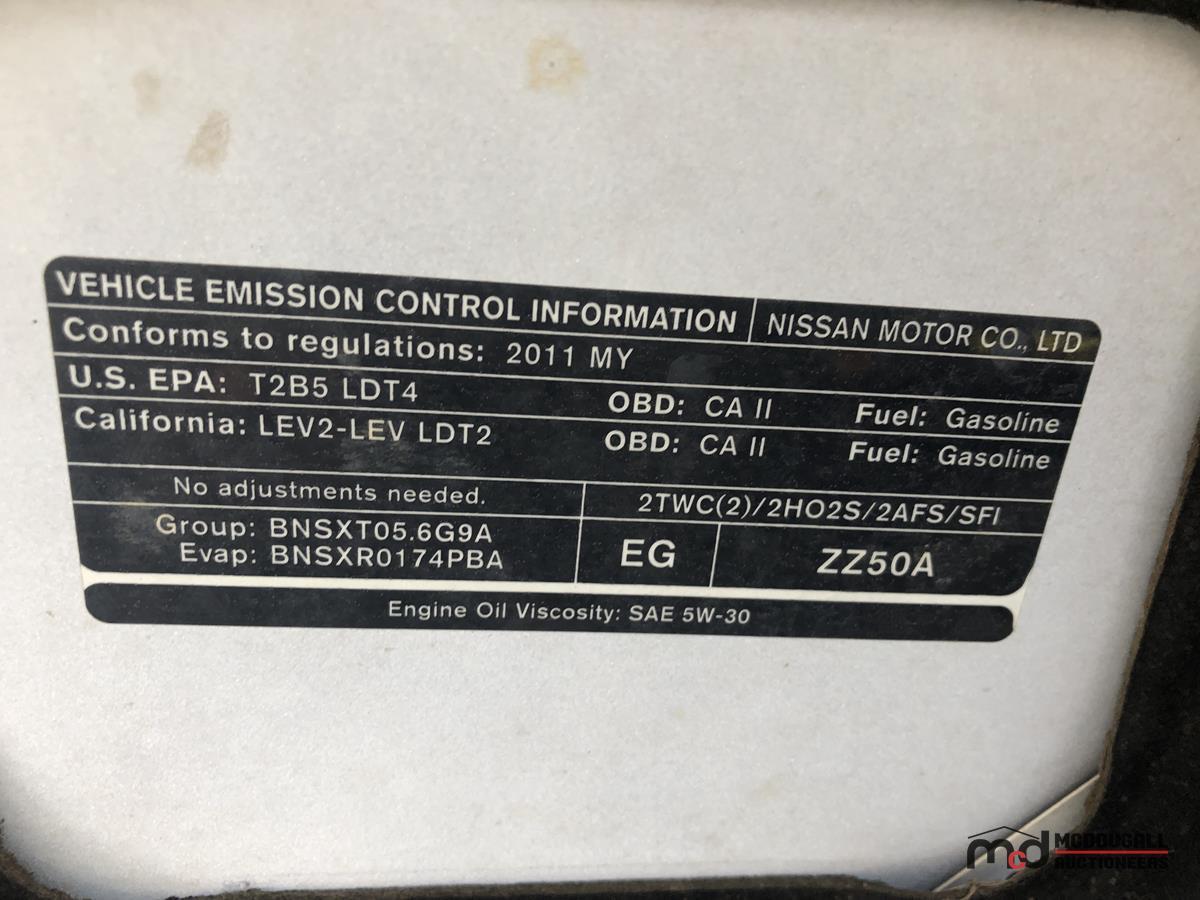 VEHICLE EMISSION CONTROL INFORMATION NISSAN MOTOR CO., LTD
Conforms to regulations: 2011 MY
U.S. EPA: T2B5 LDT4 OBD: CA II Fuel: Gasoline
California: LEV2-LEV LDT2 OBD: CA II Fuel: Gasoline
No adjustments needed. 2TWC(2)/2HO2S/2AFS/SFI
Group: BNSXT05.6G9A
Evap: BNSXR0174PBA
EG ZZ50A
Engine Oil Viscosity: SAE 5W-30
mcd MCDOUGALL
AUCTIONEERS